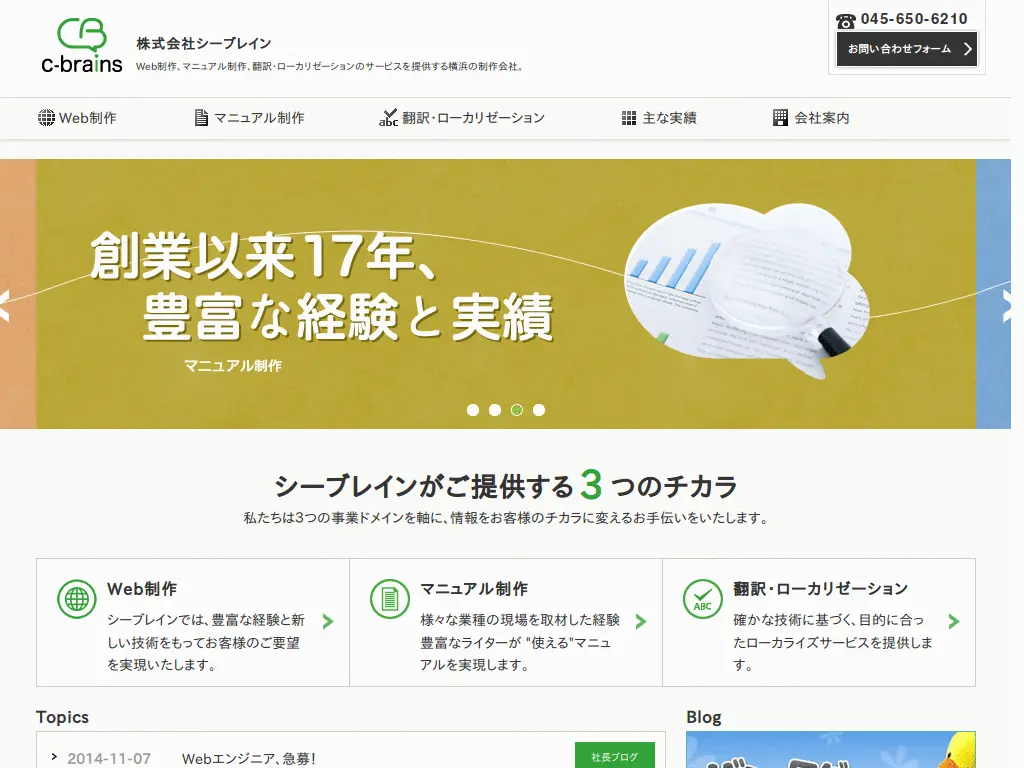 c-brains
株式会社シーブレイン
Web制作、マニュアル制作、翻訳・ローカリゼーションのサービスを提供する横浜の制作会社。
045-650-6210
お問い合わせフォーム
Web制作
マニュアル制作
abc 翻訳・ローカリゼーション
主な実績
会社案内
創業以来17年、
豊富な経験と実績
マニュアル制作
シーブレインがご提供する3つのチカラ
私たちは3つの事業ドメインを軸に、情報をお客様のチカラに変えるお手伝いをいたします。
Web制作
シーブレインでは、豊富な経験と新
しい技術をもってお客様のご要望
を実現いたします。
マニュアル制作
様々な業種の現場を取材した経験
豊富なライターが "使える"マニュ
アルを実現します。
ABC
翻訳・ローカリゼーション
確かな技術に基づく、目的に合っ
たローカライズサービスを提供しま
す。
Topics
2014-11-07 Webエンジニア、急募!
社長ブログ
Blog